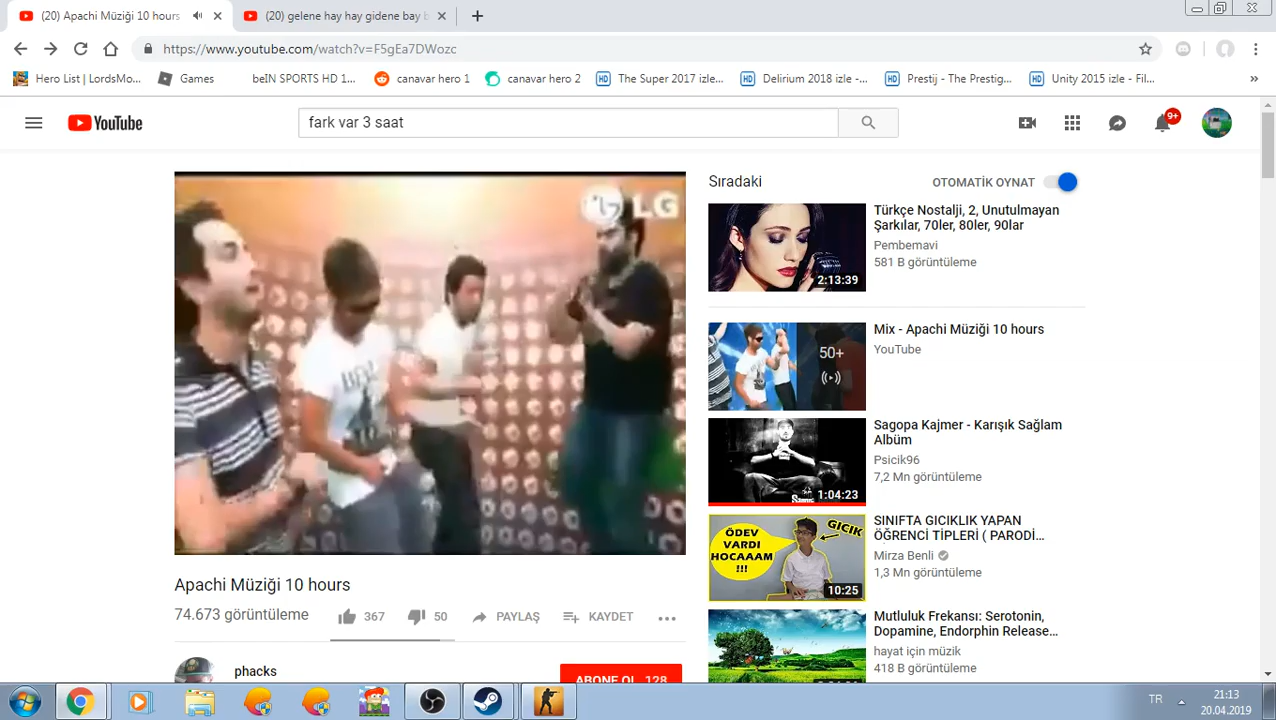 (20) Apachi Müziği 10 hours
(20) gelene hay hay gidene bay b
https://www.youtube.com/watch?v=F5gEa7DWozc
Hero List | LordsMo...
Games
beIN SPORTS HD 1...
canavar hero 1
canavar hero 2
The Super 2017 izle...
Delirium 2018 izle -...
Prestij - The Prestig...
Unity 2015 izle - Fil...
YouTube
fark var 3 saat
9+
LG
Sıradaki
OTOMATİK OYNAT
Türkçe Nostalji, 2, Unutulmayan
Şarkılar, 70ler, 80ler, 90lar
Pembemavi
581 B görüntüleme
2:13:39
Mix - Apachi Müziği 10 hours
YouTube
50+
Sagopa Kajmer - Karışık Sağlam
Albüm
Psicik96
7,2 Mn görüntüleme
1:04:23
SINIFTA GICIKLIK YAPAN
ÖĞRENCİ TİPLERİ ( PARODİ...
Mirza Benli
1,3 Mn görüntüleme
ÖDEV
VARDI
HOCAAAM
!!!
GICIK
10:25
Mutluluk Frekansı: Serotonin,
Dopamine, Endorphin Release...
hayat için müzik
418 B görüntüleme
Apachi Müziği 10 hours
74.673 görüntüleme
367
50
PAYLAŞ
KAYDET
phacks
ABONE OL 128
TR
21:13
20.04.2019